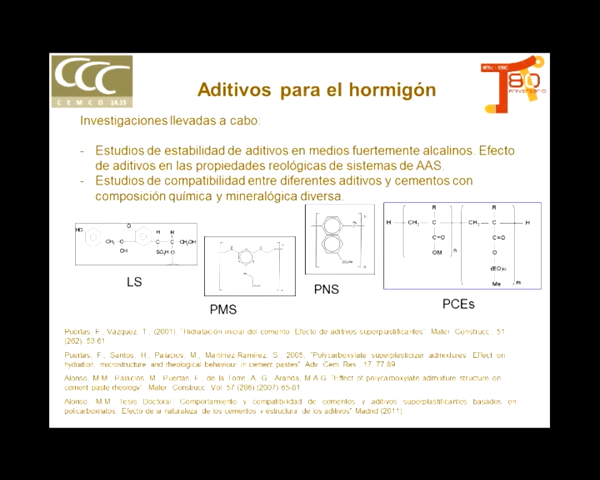 CCC
CEMCO 14.15
Aditivos para el hormigón
80
Aniversario
Investigaciones llevadas a cabo:
- Estudios de estabilidad de aditivos en medios fuertemente alcalinos. Efecto
de aditivos en las propiedades reológicas de sistemas de AAS.
- Estudios de compatibilidad entre diferentes aditivos y cementos con
composición química y mineralógica diversa.
LS
PMS
PNS
PCEs
Puertas, F., Vázquez, T., (2001). "Hidratación inicial del cemento. Efecto de aditivos superplastificantes". Mater. Construcc., 51
(262), 53-61
Puertas, F., Santos, H., Palacios, M., Martínez-Ramírez, S., 2005, "Polycarboxylate superplasticizer admixtures: Effect on
hydration, microstructure and rheological behaviour in cement pastes". Adv. Cem. Res., 17, 77-89
Alonso, M.M., Palacios, M., Puertas, F., de la Torre, A. G., Aranda, M.A.G. "Effect of polycarboxylate admixture structure on
cement paste rheology". Mater. Construcc. Vol. 57 (286) (2007) 65-81
Alonso, M.M. Tesis Doctoral. "Comportamiento y compatibilidad de cementos y aditivos superplastificantes basados en
policarboxilatos. Efecto de la naturaleza de los cementos y estructura de los aditivos" Madrid (2011)